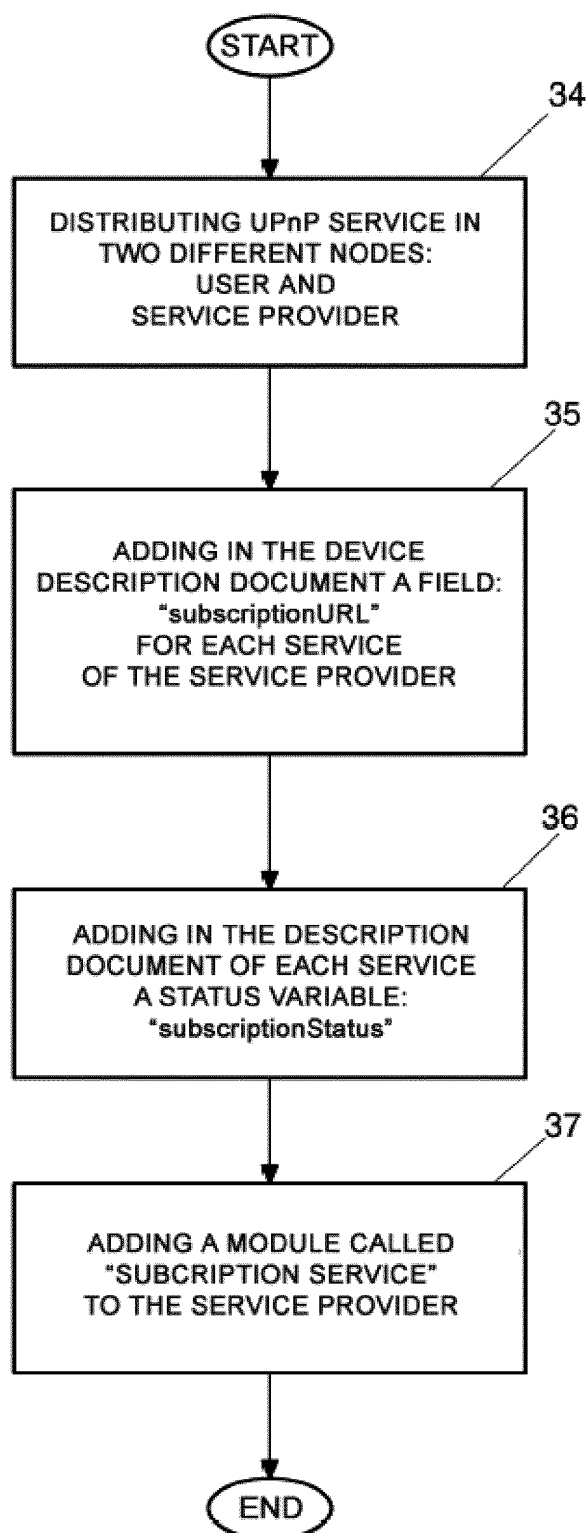 START
34
DISTRIBUTING UPnP SERVICE IN
TWO DIFFERENT NODES:
USER AND
SERVICE PROVIDER
35
ADDING IN THE DEVICE
DESCRIPTION DOCUMENT A FIELD:
“subscriptionURL”
FOR EACH SERVICE
OF THE SERVICE PROVIDER
36
ADDING IN THE DESCRIPTION
DOCUMENT OF EACH SERVICE
A STATUS VARIABLE:
“subscriptionStatus”
37
ADDING A MODULE CALLED
“SUBCRIPTION SERVICE”
TO THE SERVICE PROVIDER
END